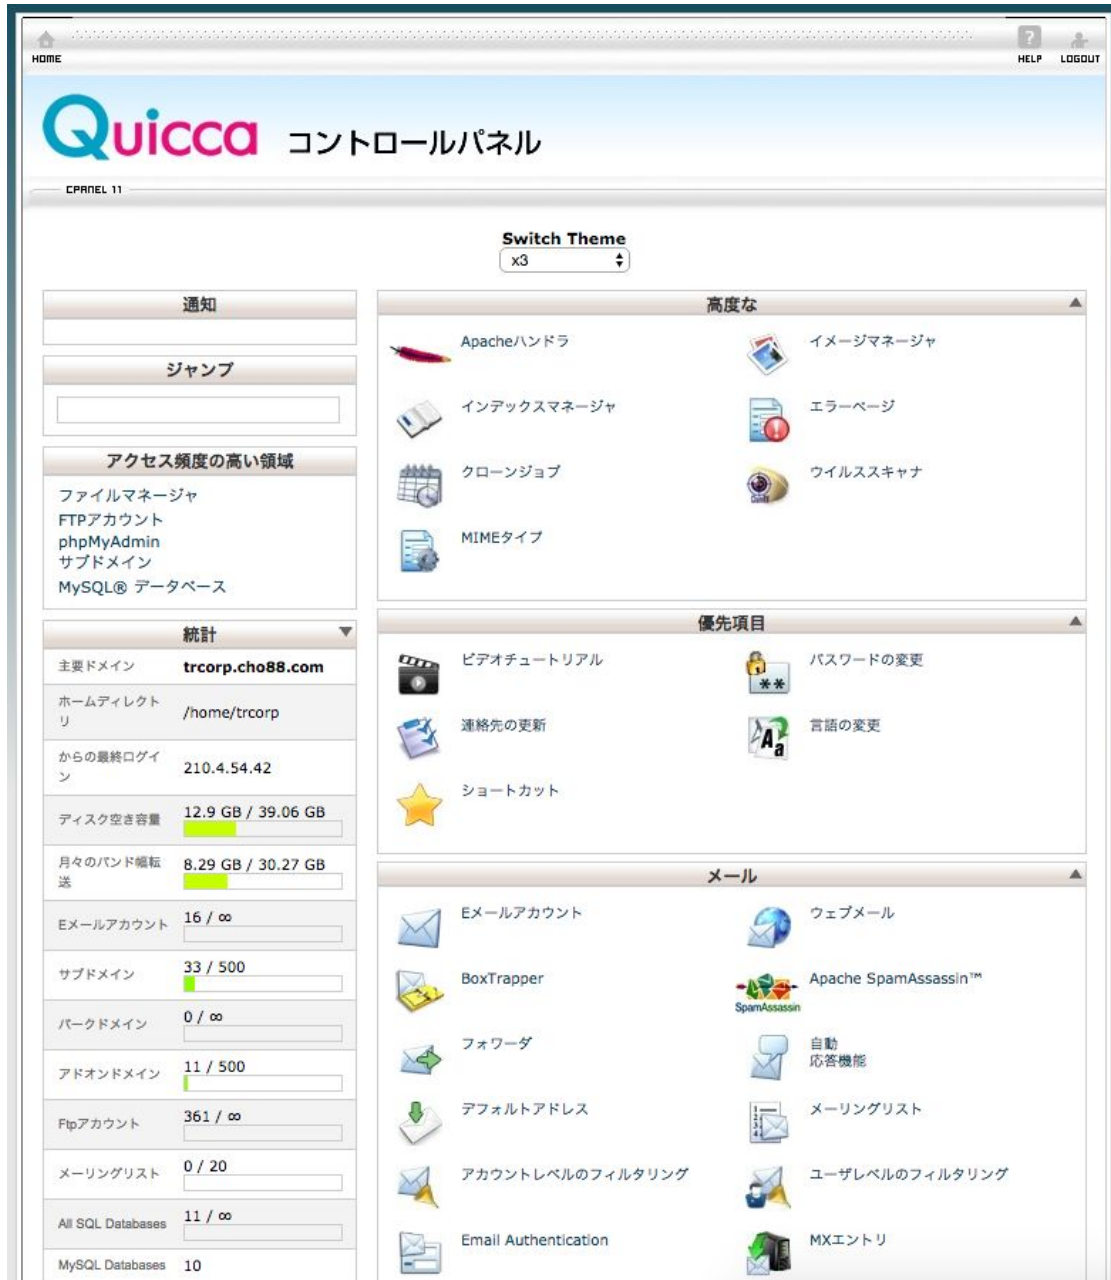 HOME
HELP
LOGOUT
Quicca コントロールパネル
CPANEL 11
Switch Theme
x3
通知
ジャンプ
アクセス頻度の高い領域
ファイルマネージャ
FTPアカウント
phpMyAdmin
サブドメイン
MySQL® データベース
統計
主要ドメイン
trcorp.cho88.com
ホームディレクト
リ
/home/trcorp
からの最終ログイ
ン
210.4.54.42
ディスク空き容量
12.9 GB / 39.06 GB
月々のバンド幅転
送
8.29 GB / 30.27 GB
Eメールアカウント
16 / ∞
サブドメイン
33 / 500
パークドメイン
0 / ∞
アドオンドメイン
11 / 500
Ftpアカウント
361 / ∞
メーリングリスト
0 / 20
All SQL Databases
11 / ∞
MySQL Databases
10
高度な
Apacheハンドラ
イメージマネージャ
インデックスマネージャ
エラーページ
クローンジョブ
ウイルススキャナ
MIMEタイプ
優先項目
ビデオチュートリアル
パスワードの変更
連絡先の更新
言語の変更
ショートカット
メール
Eメールアカウント
ウェブメール
BoxTrapper
SpamAssassin
Apache SpamAssassin™
フォワーダ
自動
応答機能
デフォルトアドレス
メーリングリスト
アカウントレベルのフィルタリング
ユーザレベルのフィルタリング
Email Authentication
MXエントリ